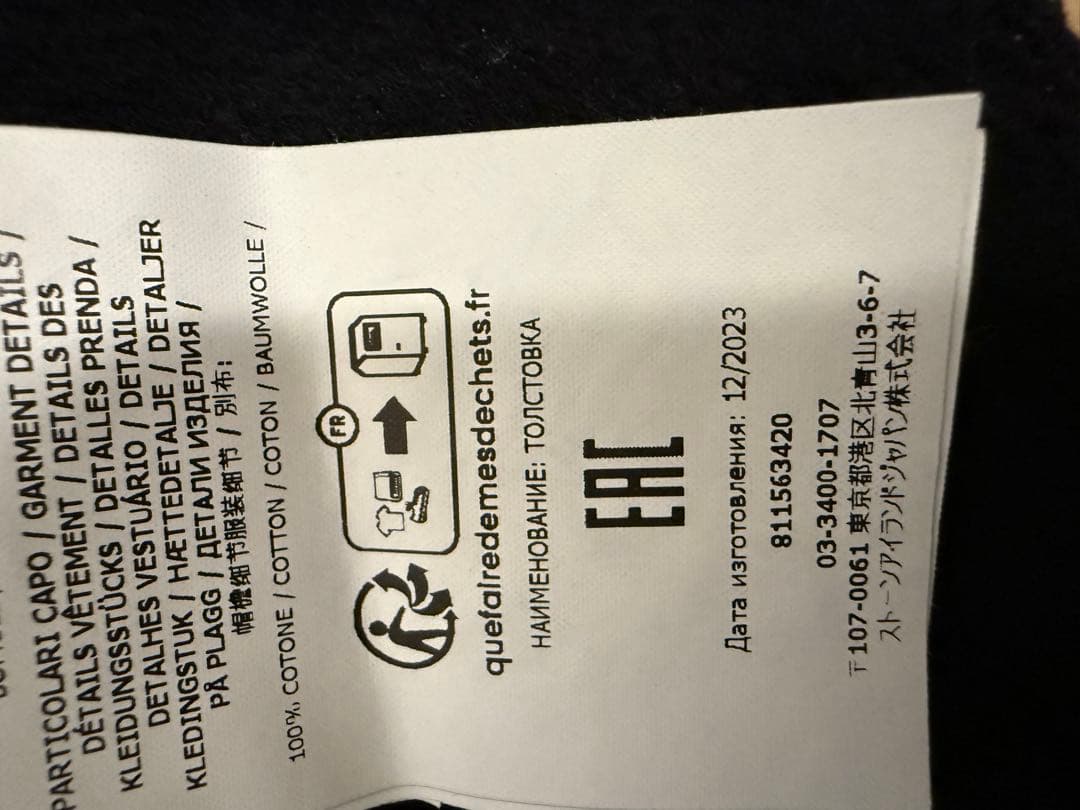 PARTICOLARI CAPO / GARMENT DETAILS /
DÉTAILS VÊTEMENT / DETAILS DES
KLEIDUNGSSTÜCKS / DETALLES PRENDA /
DETALHES VESTUÁRIO / DETAILS
KLEDINGSTUK / HÆTTEDETALJE / DETALJER
PÅ PLAGG / ДЕТАЛИ ИЗДЕЛИЯ /
帽檐细节服装细节 / 別布:
100% COTONE / COTTON / COTON / BAUMWOLLE /
FR
quefairedemesdechets.fr
НАИМЕНОВАНИЕ: ТОЛСТОВКА
EAC
Дата изготовления: 12/2023
811563420
03-3400-1707
〒107-0061 東京都港区北青山3-6-7
ストーンアイランドジャパン株式会社